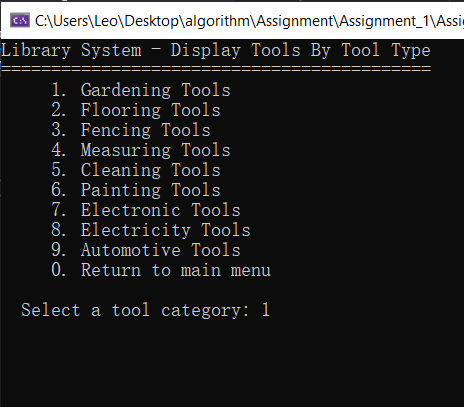 C:\Users\Leo\Desktop\algorithm\Assignment\Assignment_1\Assi
Library System - Display Tools By Tool Type
===========================================
1. Gardening Tools
2. Flooring Tools
3. Fencing Tools
4. Measuring Tools
5. Cleaning Tools
6. Painting Tools
7. Electronic Tools
8. Electricity Tools
9. Automotive Tools
0. Return to main menu
Select a tool category: 1